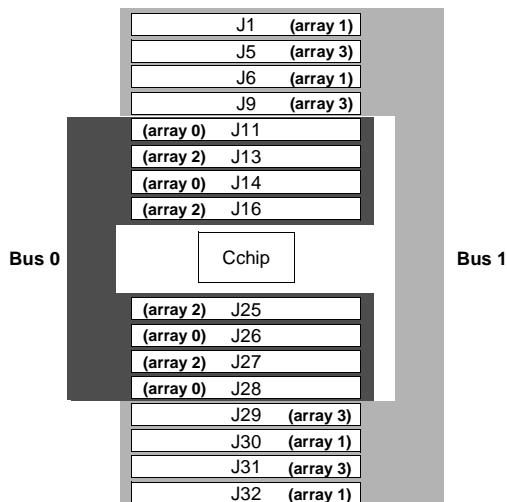 J1 (array 1)
J5 (array 3)
J6 (array 1)
J9 (array 3)
(array 0) J11
(array 2) J13
(array 0) J14
(array 2) J16
Bus 0 Cchip Bus 1
(array 2) J25
(array 0) J26
(array 2) J27
(array 0) J28
J29 (array 3)
J30 (array 1)
J31 (array 3)
J32 (array 1)